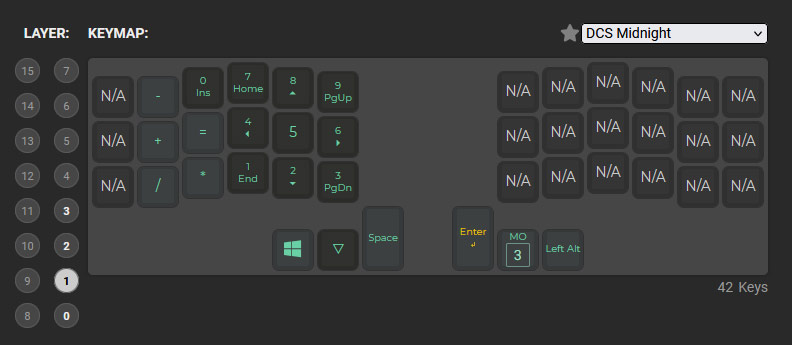 LAYER: KEYMAP: DCS Midnight
15 7
14 6
13 5
12 4
11 3
10 2
9 1
8 0
N/A - 0 Ins 7 Home 8 ▲ 9 PgUp N/A N/A N/A N/A N/A N/A
N/A + = 4 ◀ 5 6 ▶ N/A N/A N/A N/A N/A N/A
N/A / * 1 End 2 ▼ 3 PgDn N/A N/A N/A N/A N/A N/A
▽ Space Enter ↲ MO 3 Left Alt
42 Keys